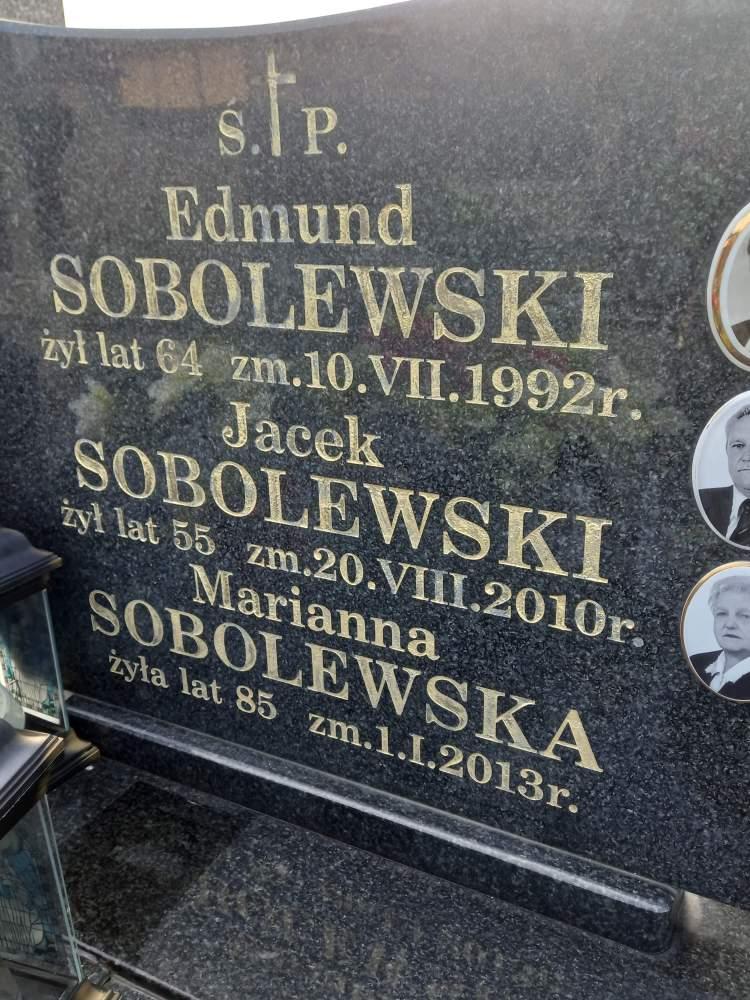 Ś. P.
Edmund
SOBOLEWSKI
żył lat 64 zm.10.VII.1992r.
Jacek
SOBOLEWSKI
żył lat 55 zm.20.VIII.2010r.
Marianna
SOBOLEWSKA
żyła lat 85 zm.1.I.2013r.